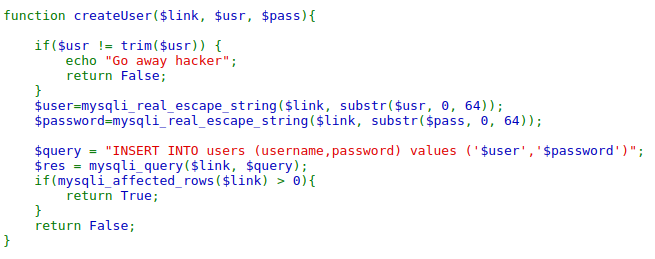 function createUser($link, $usr, $pass){
if($usr != trim($usr)) {
echo "Go away hacker";
return False;
}
$user=mysqli_real_escape_string($link, substr($usr, 0, 64));
$password=mysqli_real_escape_string($link, substr($pass, 0, 64));
$query = "INSERT INTO users (username,password) values ('$user','$password')";
$res = mysqli_query($link, $query);
if(mysqli_affected_rows($link) > 0){
return True;
}
return False;
}